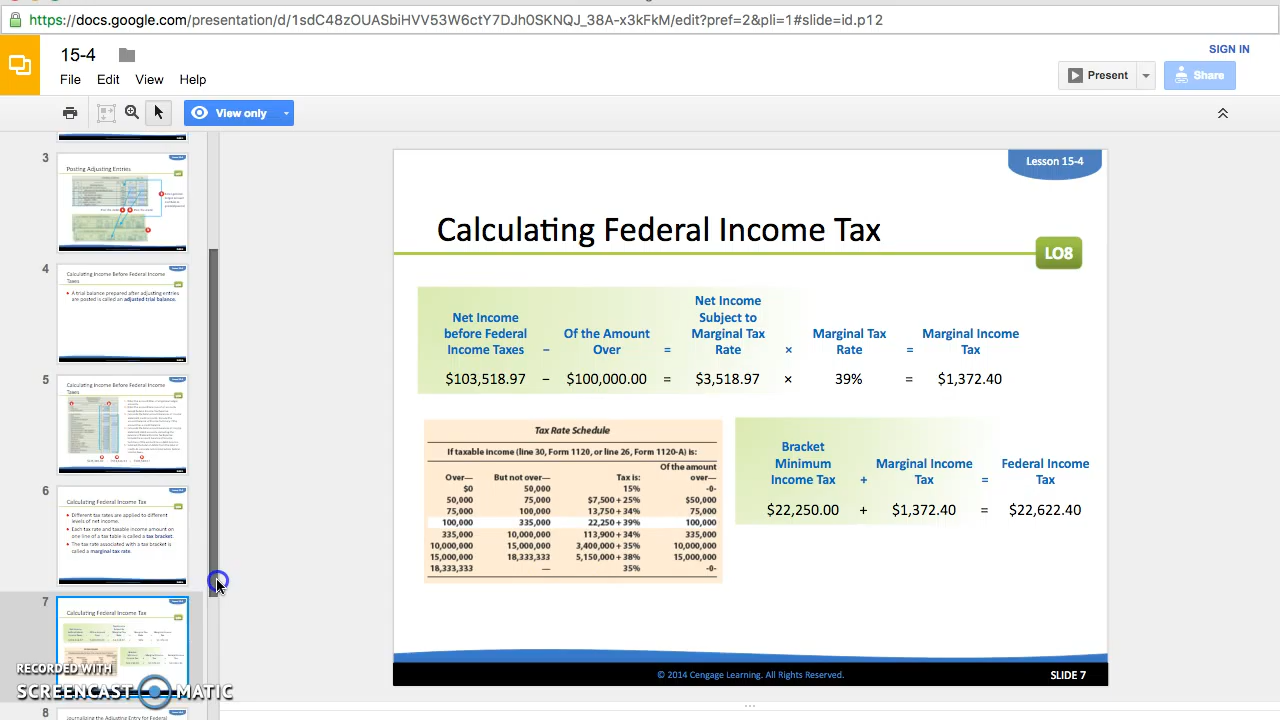 https://docs.google.com/presentation/d/1sdC48zOUASbiHVV5SW6ctY7DJh0SKNQJ_38A-x3kFkM/edit?pref=2&pli=1#slide=id.p12
15-4
SIGN IN
File Edit View Help
Present
Share
View only
3
Posting Adjusting Entries
4
Calculating Income Before Federal Income
Taxes
A trial balance prepared after adjusting entries
are posted is called an adjusted trial balance.
5
Calculating Income Before Federal Income
Taxes
6
Calculating Federal Income Tax
Different tax rates are applied to different
levels of net income.
Each tax rate and taxable income amount on
one line of a tax table is called a tax bracket.
The tax rate associated with a tax bracket is
called a marginal tax rate.
7
Calculating Federal Income Tax
8
Journalizing the Adjusting Entry for Federal
RECORDED WITH
SCREENCAST MATIC
Lesson 15-4
Calculating Federal Income Tax
LO8
Net Income
before Federal
Income Taxes – Of the Amount
Over = Net Income
Subject to
Marginal Tax
Rate × Marginal Tax
Rate = Marginal Income
Tax
$103,518.97 – $100,000.00 = $3,518.97 × 39% = $1,372.40
Tax Rate Schedule
If taxable income (line 30, Form 1120, or line 26, Form 1120-A) is:
Over— But not over— Tax is: Of the amount
over—
$0 50,000 15% -0-
50,000 75,000 $7,500 + 25% $50,000
75,000 100,000 13,750 + 34% 75,000
100,000 335,000 22,250 + 39% 100,000
335,000 10,000,000 113,900 + 34% 335,000
10,000,000 15,000,000 3,400,000 + 35% 10,000,000
15,000,000 18,333,333 5,150,000 + 38% 15,000,000
18,333,333 — 35% -0-
Bracket
Minimum
Income Tax + Marginal Income
Tax = Federal Income
Tax
$22,250.00 + $1,372.40 = $22,622.40
© 2014 Cengage Learning. All Rights Reserved.
SLIDE 7